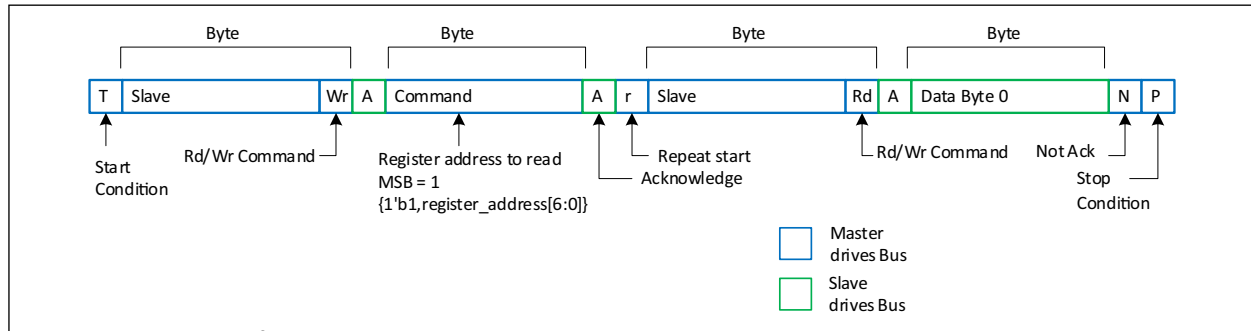 Byte Byte Byte Byte
T Slave Wr A Command A r Slave Rd A Data Byte 0 N P
Start
Condition
Rd/Wr Command
Register address to read
MSB = 1
{1'b1,register_address[6:0]}
Repeat start
Acknowledge
Rd/Wr Command
Not Ack
Stop
Condition
Master
drives Bus
Slave
drives Bus